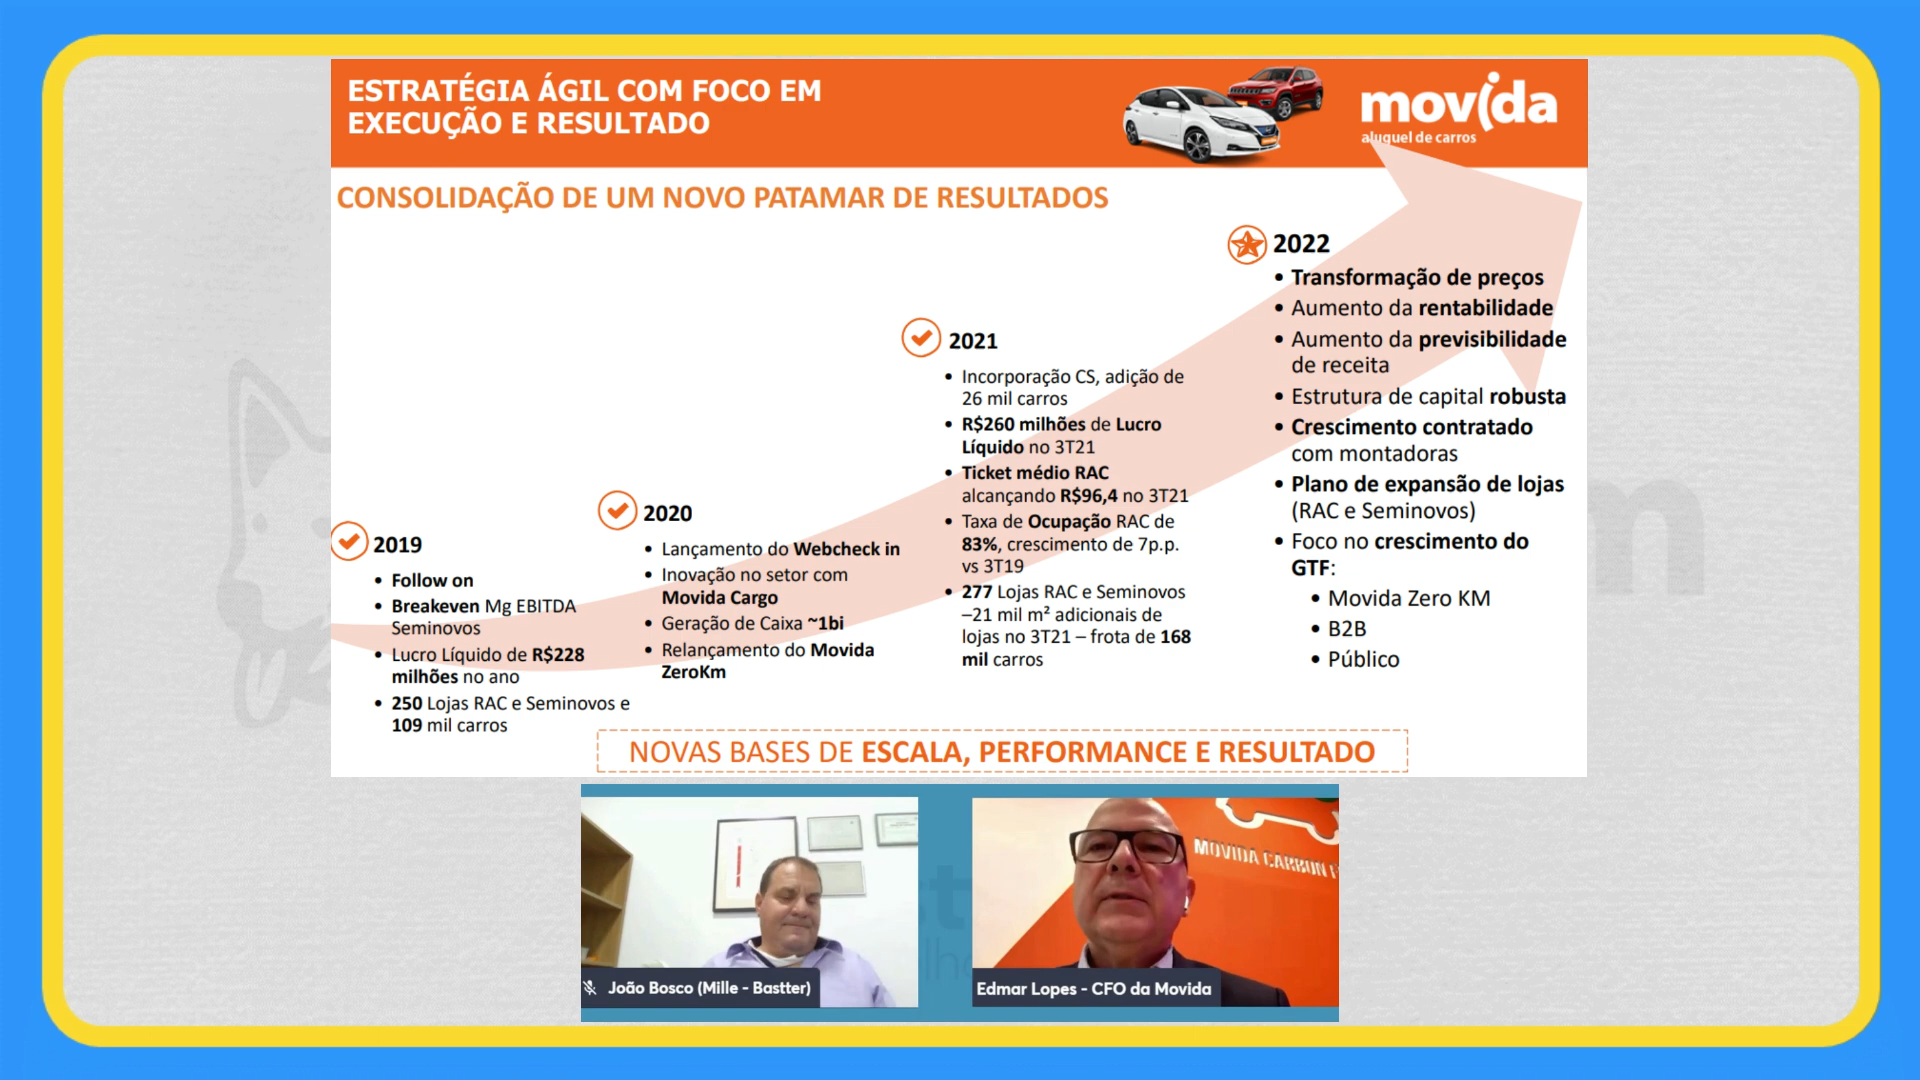 ESTRATÉGIA ÁGIL COM FOCO EM
EXECUÇÃO E RESULTADO
movida
aluguel de carros
CONSOLIDAÇÃO DE UM NOVO PATAMAR DE RESULTADOS
2019
• Follow on
• Breakeven Mg EBITDA
Seminovos
• Lucro Líquido de R$228
milhões no ano
• 250 Lojas RAC e Seminovos e
109 mil carros
2020
• Lançamento do Webcheck in
• Inovação no setor com
Movida Cargo
• Geração de Caixa ~1bi
• Relançamento do Movida
ZeroKm
2021
• Incorporação CS, adição de
26 mil carros
• R$260 milhões de Lucro
Líquido no 3T21
• Ticket médio RAC
alcançando R$96,4 no 3T21
• Taxa de Ocupação RAC de
83%, crescimento de 7p.p.
vs 3T19
• 277 Lojas RAC e Seminovos
–21 mil m² adicionais de
lojas no 3T21 – frota de 168
mil carros
2022
• Transformação de preços
• Aumento da rentabilidade
• Aumento da previsibilidade
de receita
• Estrutura de capital robusta
• Crescimento contratado
com montadoras
• Plano de expansão de lojas
(RAC e Seminovos)
• Foco no crescimento do
GTF:
• Movida Zero KM
• B2B
• Público
NOVAS BASES DE ESCALA, PERFORMANCE E RESULTADO
MOVIDA CARBON
João Bosco (Mille - Bastter)
Edmar Lopes - CFO da Movida